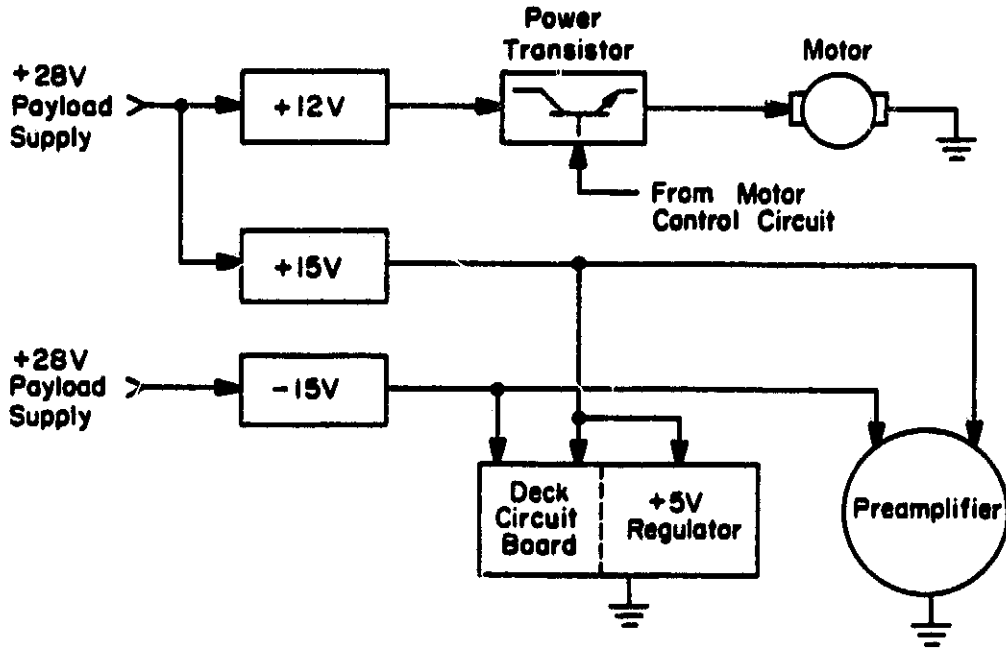 Power
Transistor
Motor
+28V
Payload
Supply
+12V
From Motor
Control Circuit
+15V
+28V
Payload
Supply
-15V
Deck
Circuit
Board
+5V
Regulator
Preamplifier